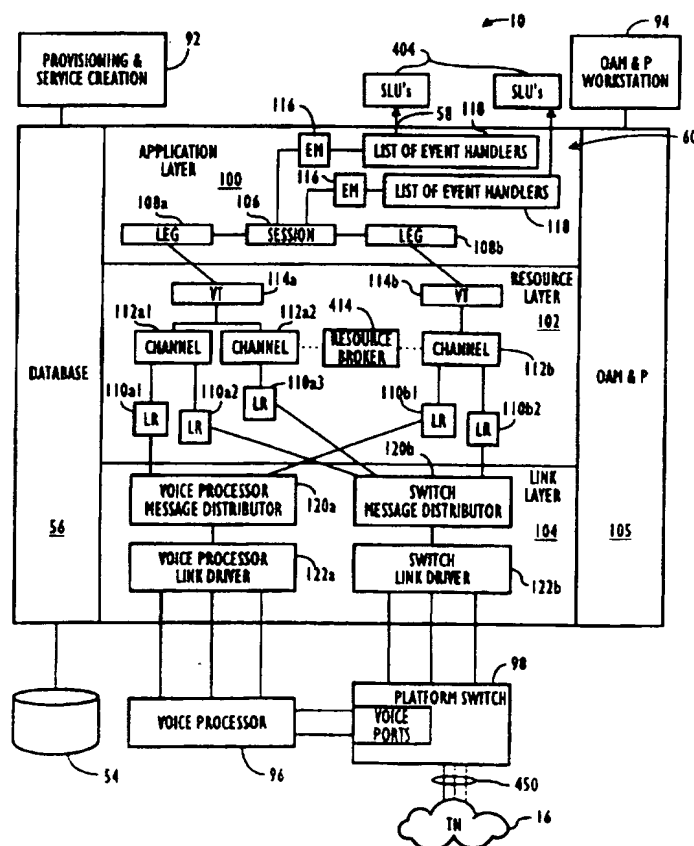 10
92
94
404
PROVISIONING &
SERVICE CREATION
OAM & P
WORKSTATION
SLU's
SLU's
116
58
118
60
APPLICATION
LAYER
EM
LIST OF EVENT HANDLERS
100
116
EM
LIST OF EVENT HANDLERS
108a
106
118
LEG
SESSION
LEG
108b
114a
114b
RESOURCE
LAYER
VT
VT
102
112a1
112a2
414
CHANNEL
CHANNEL
RESOURCE
BROKER
CHANNEL
112b
DATABASE
OAM & P
110a1
110a2
110a3
110b1
110b2
LR
LR
LR
LR
LR
120b
LINK
LAYER
VOICE PROCESSOR
MESSAGE DISTRIBUTOR
SWITCH
MESSAGE DISTRIBUTOR
56
120a
104
105
VOICE PROCESSOR
LINK DRIVER
SWITCH
LINK DRIVER
122a
122b
98
PLATFORM SWITCH
VOICE PROCESSOR
VOICE
PORTS
54
96
450
TN
16